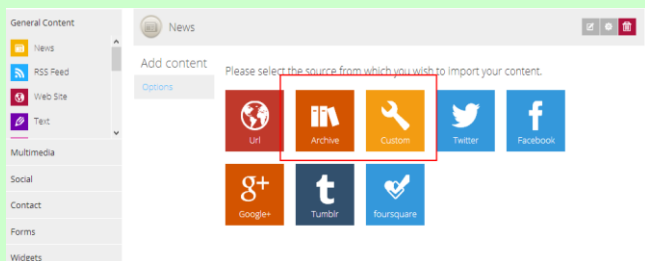 General Content
News
RSS Feed
Web Site
Text
Multimedia
Social
Contact
Forms
Widgets
News
Add content
Options
Please select the source from which you wish to import your content.
Url
Archive
Custom
Twitter
Facebook
Google+
Tumblr
foursquare